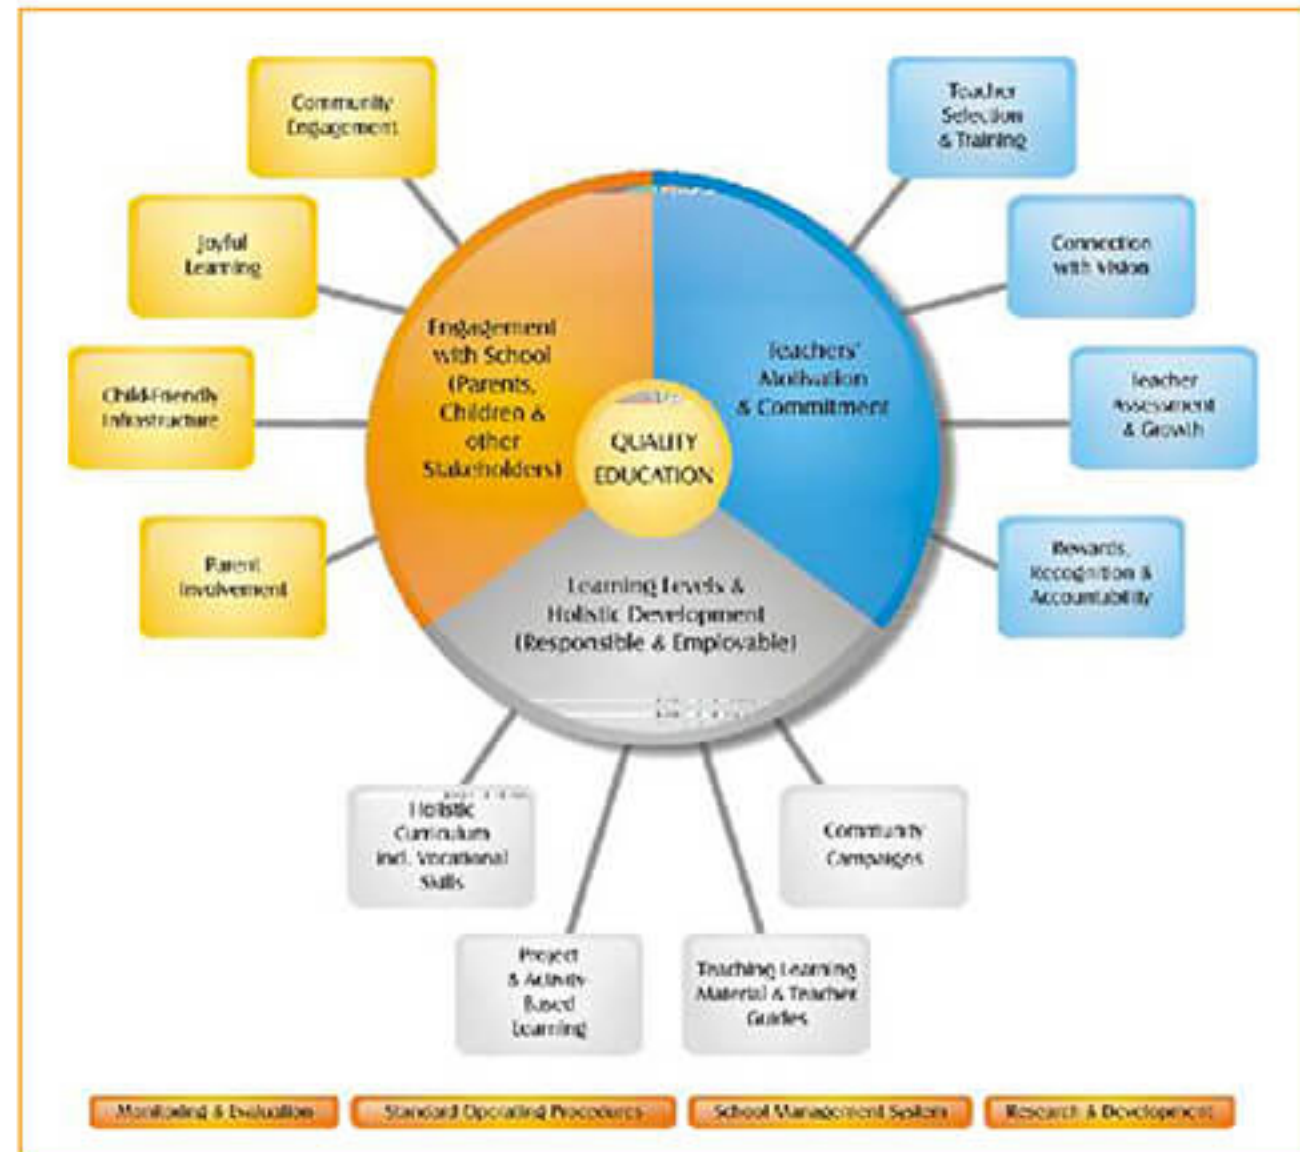 Community
Engagement
Teacher
Selection
& Training
Joyful
Learning
Connection
with Vision
Engagement
with School
(Parents,
Children &
other
Stakeholders)
Teachers'
Motivation
& Commitment
Child-Friendly
Infrastructure
Teacher
Assessment
& Growth
QUALITY
EDUCATION
Parent
Involvement
Rewards,
Recognition &
Accountability
Learning Levels &
Holistic Development
(Responsible & Employable)
Holistic
Curriculum
incl. Vocational
Skills
Community
Campaigns
Project
& Activity
Based
Learning
Teaching Learning
Material & Teacher
Guides
Monitoring & Evaluation
Standard Operating Procedures
School Management System
Research & Development